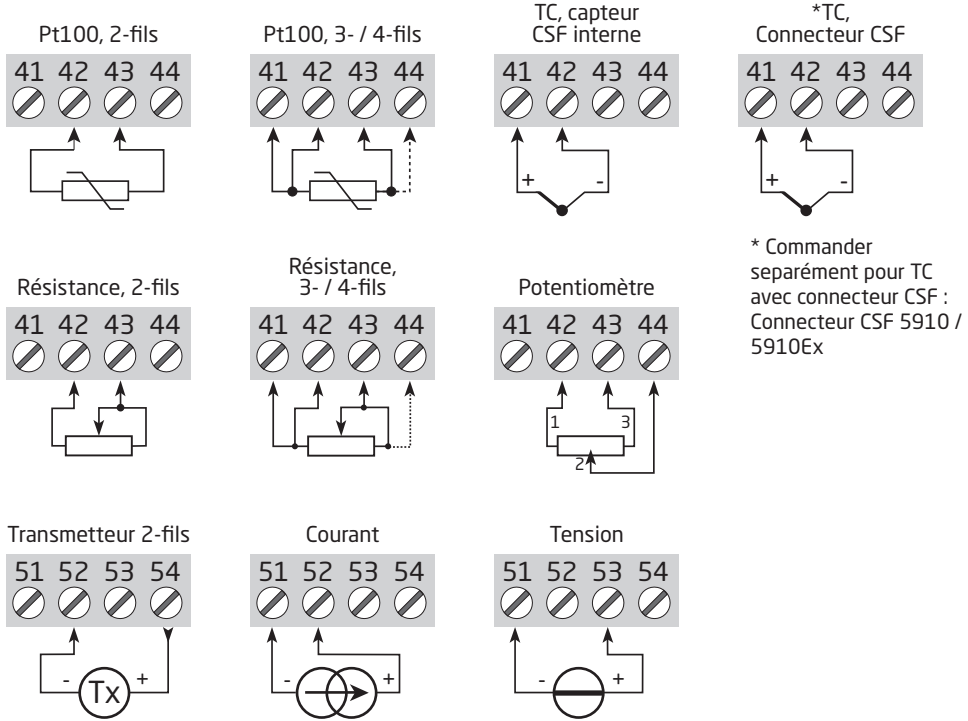 Pt100, 2-fils
41 42 43 44
Pt100, 3- / 4-fils
41 42 43 44
TC, capteur
CSF interne
41 42 43 44
+ -
*TC,
Connecteur CSF
41 42 43 44
+ -
* Commander
separément pour TC
avec connecteur CSF :
Connecteur CSF 5910 /
5910Ex
Résistance, 2-fils
41 42 43 44
Résistance,
3- / 4-fils
41 42 43 44
Potentiomètre
41 42 43 44
1 3
2
Transmetteur 2-fils
51 52 53 54
- Tx +
Courant
51 52 53 54
- +
Tension
51 52 53 54
- +